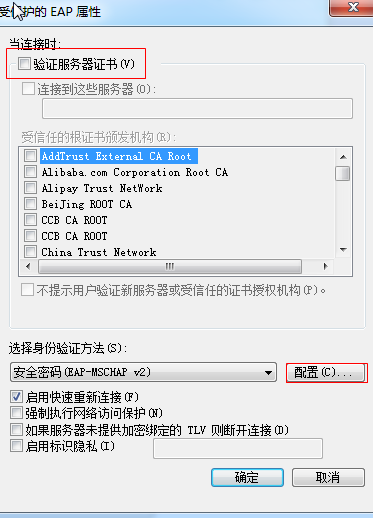 受保护的 EAP 属性
当连接时:
验证服务器证书(V)
连接到这些服务器(O):
受信任的根证书颁发机构(R):
AddTrust External CA Root
Alibaba.com Corporation Root CA
Alipay Trust NetWork
BeiJing ROOT CA
CCB CA ROOT
CCB CA ROOT
China Trust Network
不提示用户验证新服务器或受信任的证书授权机构(P)。
选择身份验证方法(S):
安全密码(EAP-MSCHAP v2)
配置(C)...
启用快速重新连接(F)
强制执行网络访问保护(N)
如果服务器未提供加密绑定的 TLV 则断开连接(D)
启用标识隐私(I)
确定
取消